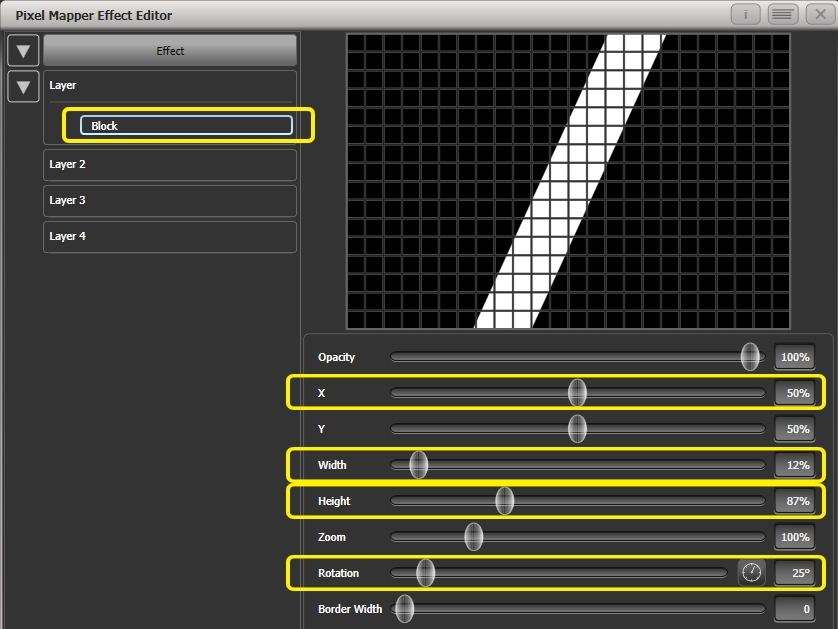 Pixel Mapper Effect Editor
i
Effect
Layer
Block
Layer 2
Layer 3
Layer 4
Opacity 100%
X 50%
Y 50%
Width 12%
Height 87%
Zoom 100%
Rotation 25°
Border Width 0